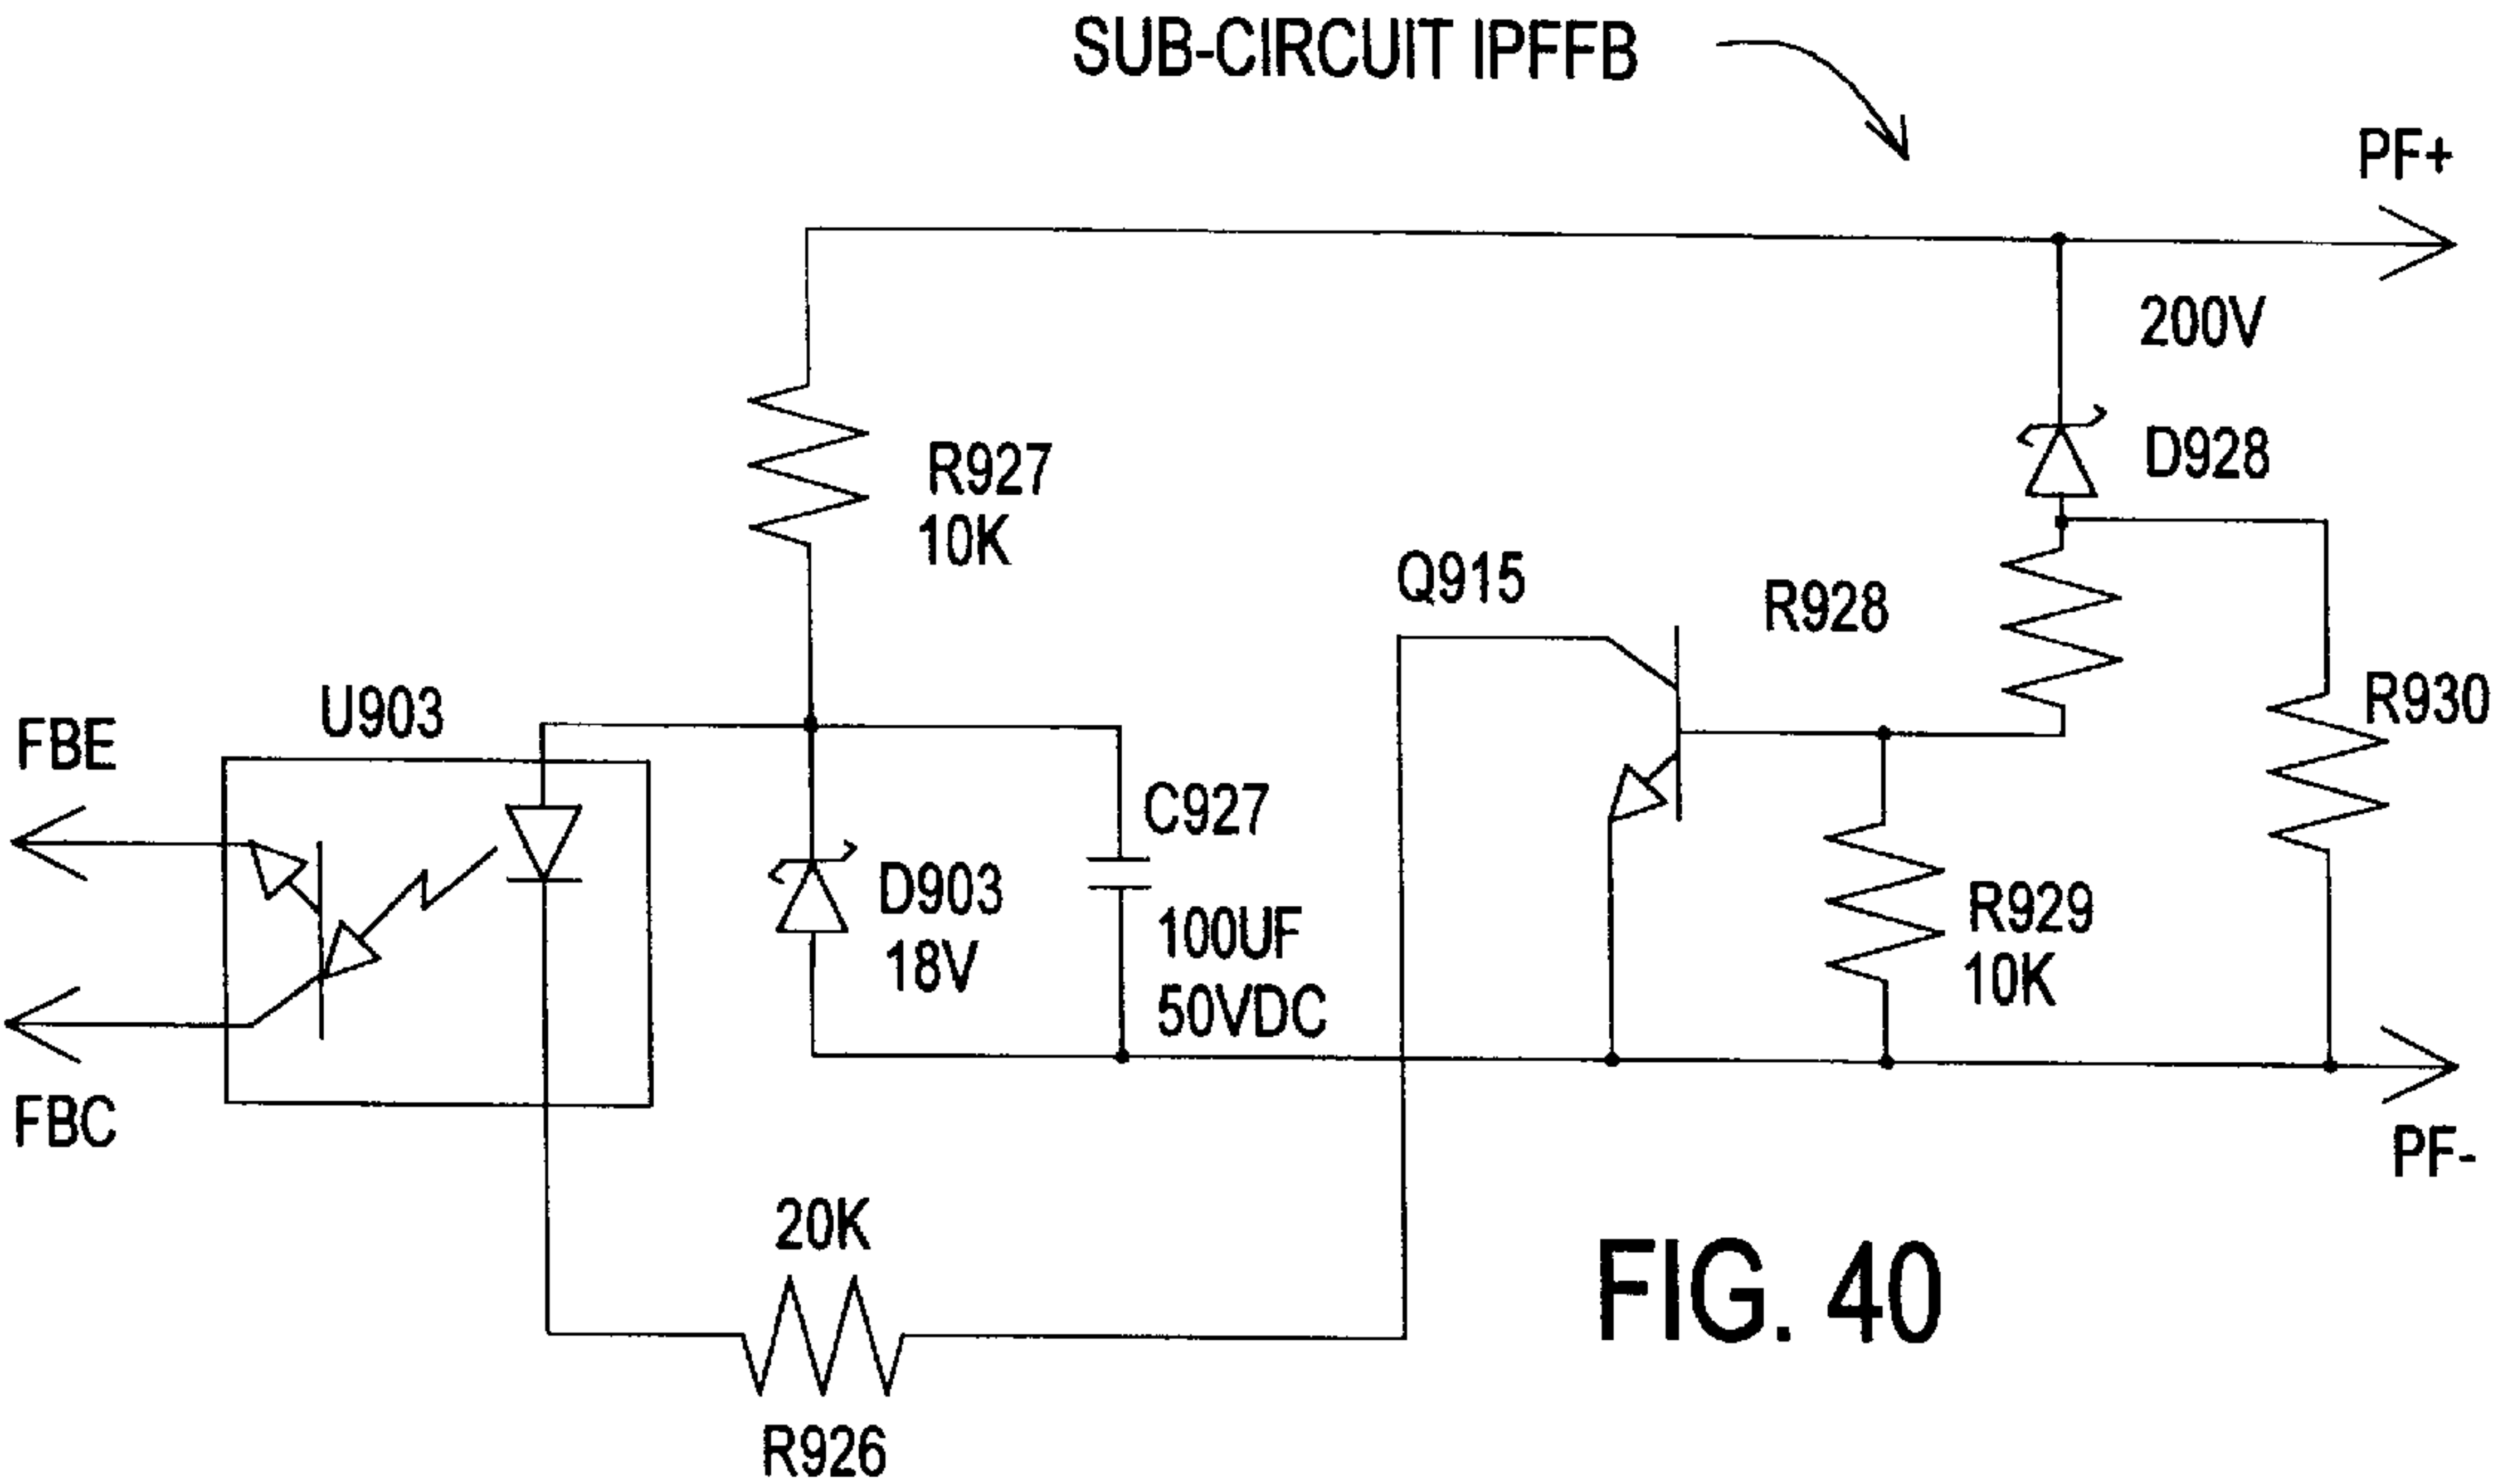 SUB-CIRCUIT IPFFB
PF+
200V
D928
R927
10K
Q915
R928
R930
U903
FBE
C927
D903
18V
100UF
50VDC
R929
10K
FBC
PF-
20K
R926
FIG. 40